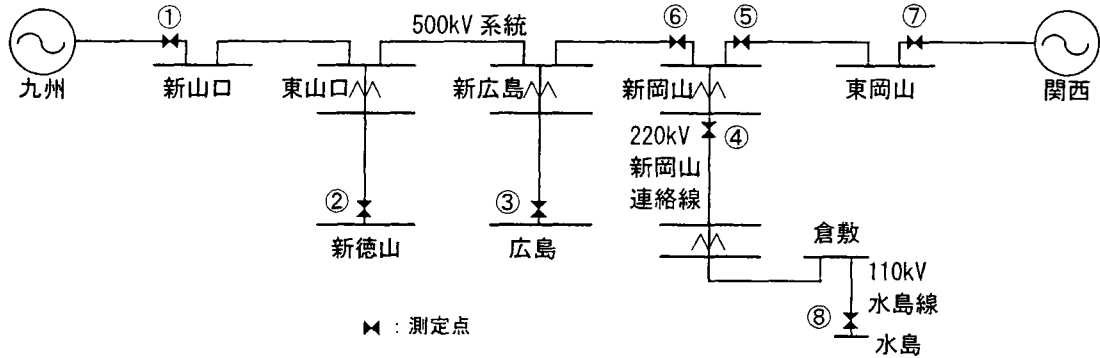 ①
⑥
⑤
⑦
500kV 系統
九州
新山口
東山口
新広島
新岡山
東岡山
関西
220kV
新岡山
連絡線
④
②
③
新徳山
広島
倉敷
110kV
水島線
⑧
水島
: 測定点